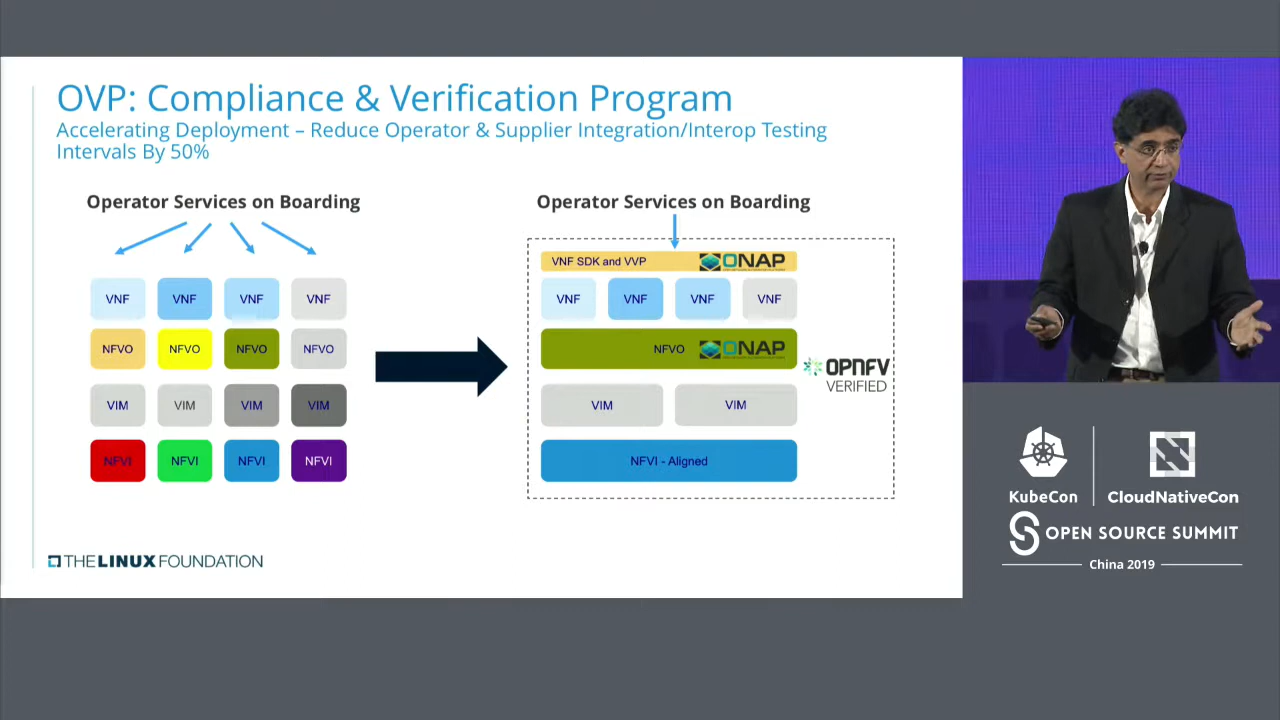 OVP: Compliance & Verification Program
Accelerating Deployment – Reduce Operator & Supplier Integration/Interop Testing
Intervals By 50%
Operator Services on Boarding
VNF VNF VNF VNF
NFVO NFVO NFVO NFVO
VIM VIM VIM VIM
NFVI NFVI NFVI NFVI
Operator Services on Boarding
VNF SDK and VVP ONAP
VNF VNF VNF VNF
NFVO ONAP
VIM VIM
NFVI - Aligned
OPNFV
VERIFIED
THE LINUX FOUNDATION
KubeCon CloudNativeCon
OPEN SOURCE SUMMIT
China 2019